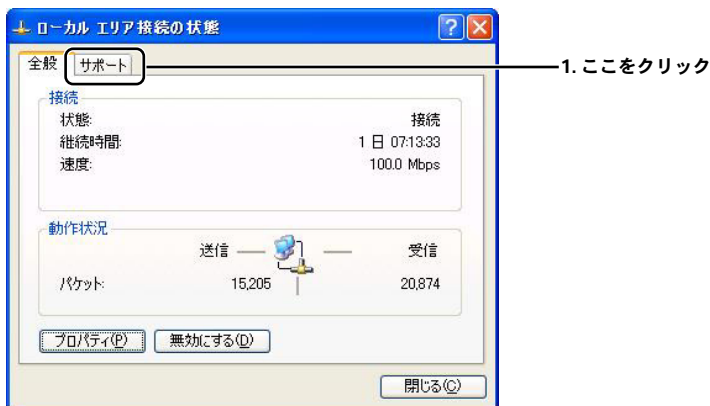 ローカル エリア接続の状態
全般 サポート
1. ここをクリック
接続
状態: 接続
継続時間: 1 日 07:13:33
速度: 100.0 Mbps
動作状況
送信 受信
パケット: 15,205 20,874
プロパティ(P) 無効にする(D)
閉じる(C)